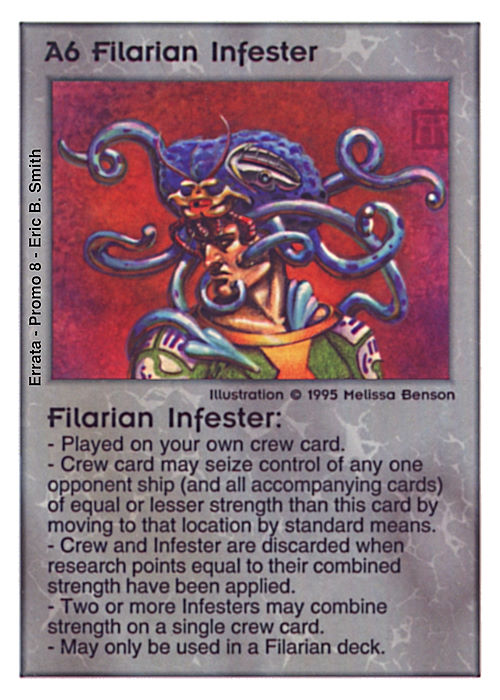 A6 Filarian Infester
Errata - Promo 8 - Eric B. Smith
Illustration © 1995 Melissa Benson
Filarian Infester:
- Played on your own crew card.
- Crew card may seize control of any one
opponent ship (and all accompanying cards)
of equal or lesser strength than this card by
moving to that location by standard means.
- Crew and Infester are discarded when
research points equal to their combined
strength have been applied.
- Two or more Infesters may combine
strength on a single crew card.
- May only be used in a Filarian deck.